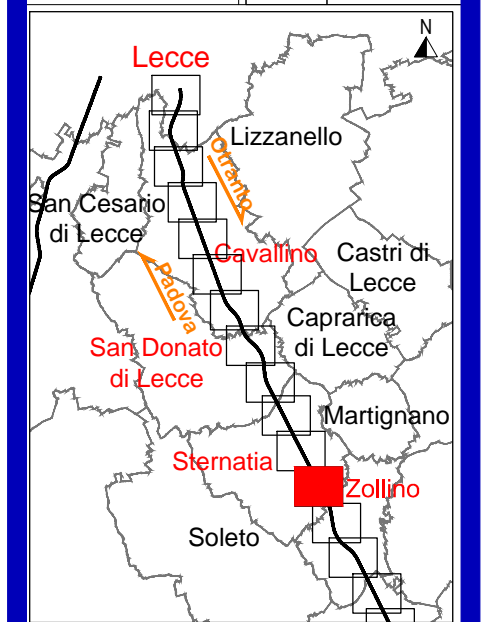 N
Lecce
Lizzanello
Otranto
San Cesario
di Lecce
Cavallino
Castri di
Lecce
Padova
Caprarica
di Lecce
San Donato
di Lecce
Martignano
Sternatia
Zollino
Soleto